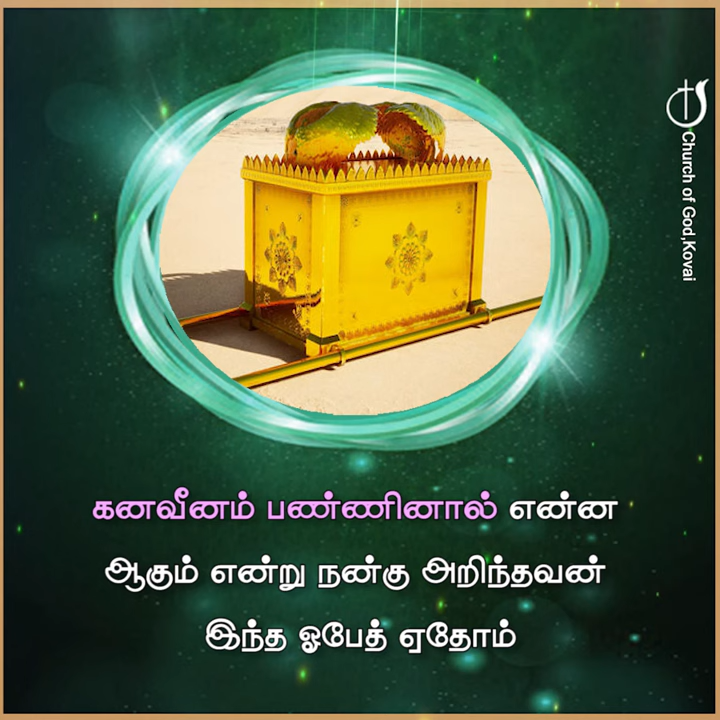 Church of God,Kovai
கனவீனம் பண்ணினால் என்ன
ஆகும் என்று நன்கு அறிந்தவன்
இந்த ஓபேத் ஏதோம்